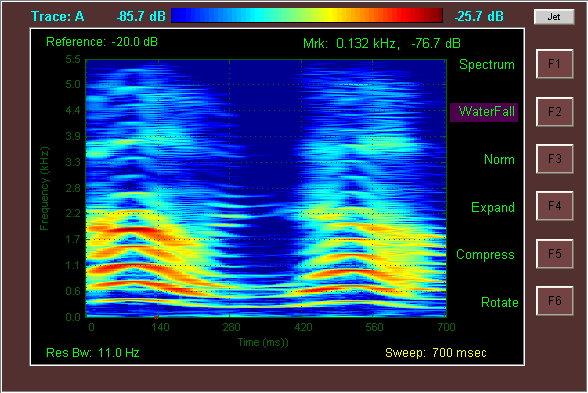 Trace: A -85.7 dB -25.7 dB Jet
Reference: -20.0 dB Mrk: 0.132 kHz, -76.7 dB
5.5
5.0
4.4
3.9
3.3
2.8
2.2
1.7
1.1
0.6
0.0
Frequency (kHz)
0 140 280 420 560 700
Time (ms))
Res Bw: 11.0 Hz Sweep: 700 msec
Spectrum F1
WaterFall F2
Norm F3
Expand F4
Compress F5
Rotate F6